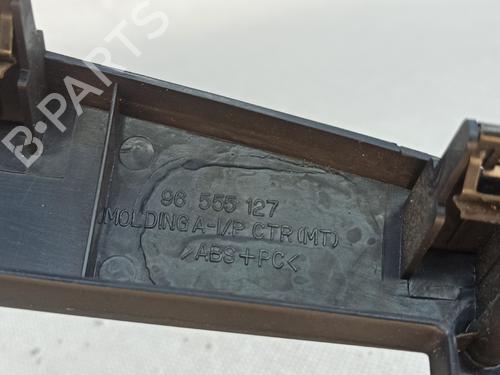 B-PARTS
96 555 127
(MOLDING A-I/P CTR(MT)
>ABS+PC<